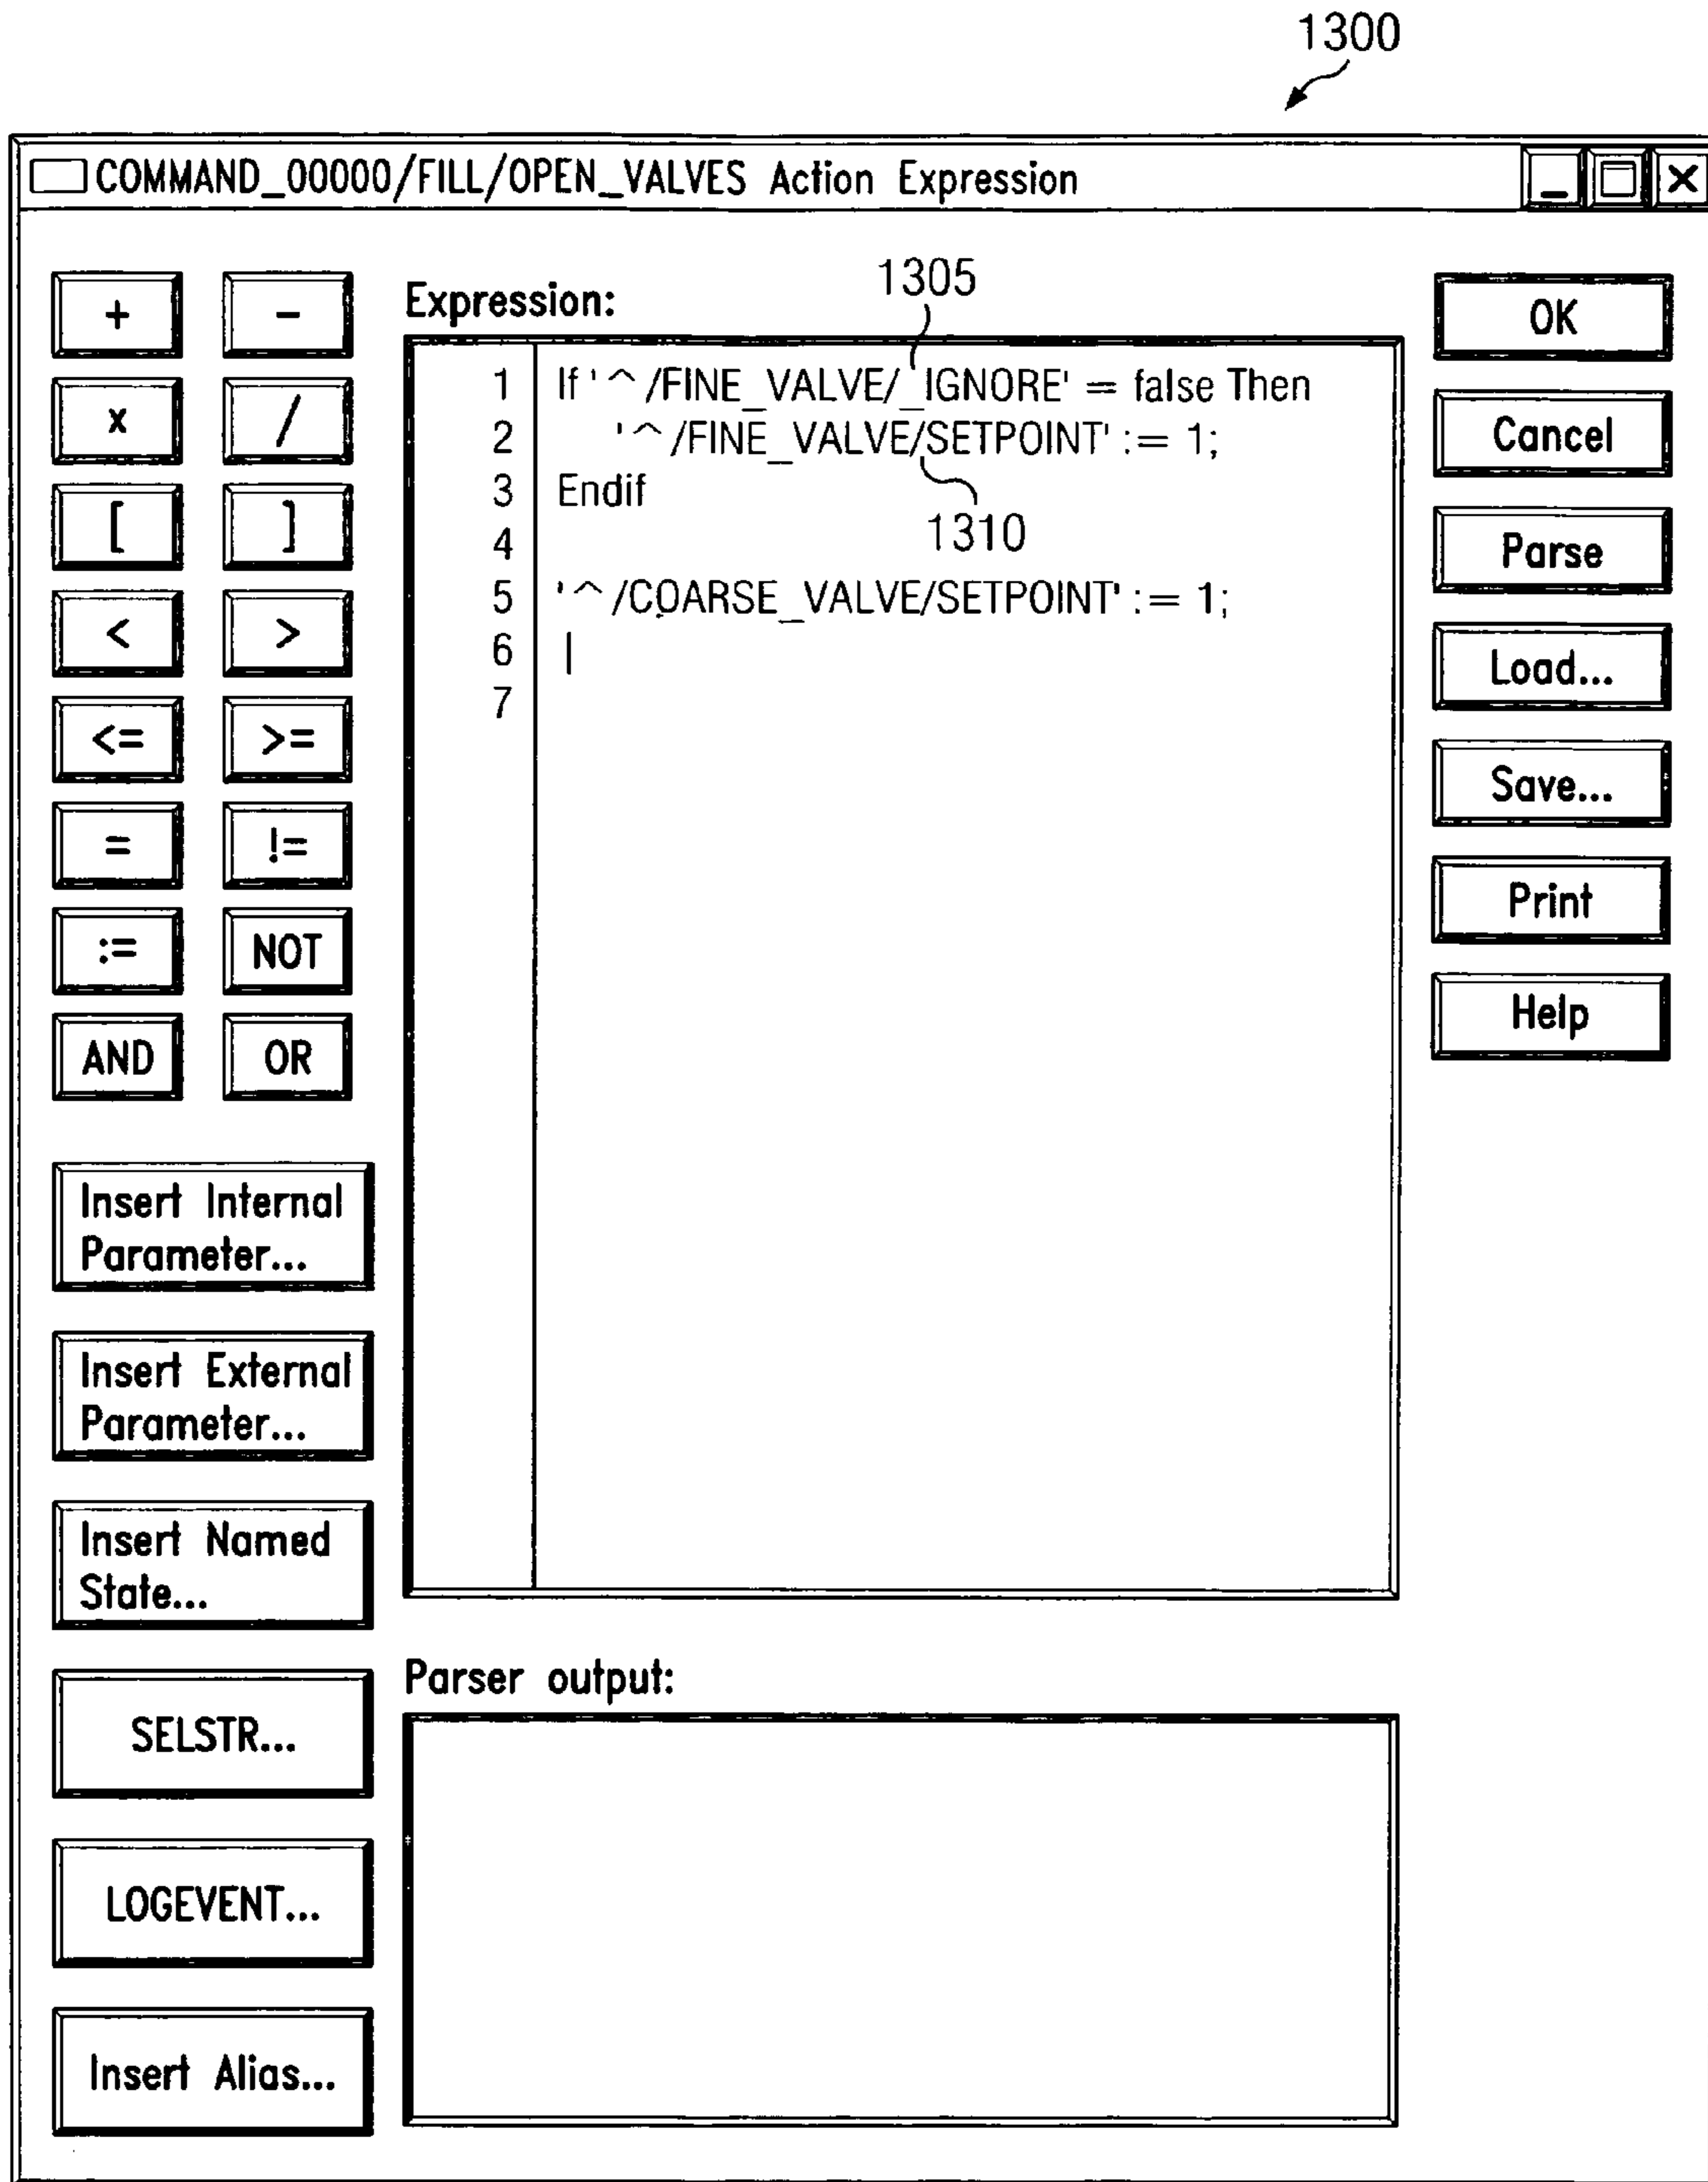 1300
COMMAND_00000/FILL/OPEN_VALVES Action Expression
+ -
x /
[ ]
< >
<= >=
= !=
:= NOT
AND OR
Insert Internal
Parameter...
Insert External
Parameter...
Insert Named
State...
SELSTR...
LOGEVENT...
Insert Alias...
Expression:
1305
1 If '^/FINE_VALVE/_IGNORE' = false Then
2 '^/FINE_VALVE/SETPOINT' := 1;
3 Endif
1310
4
5 '^/COARSE_VALVE/SETPOINT' := 1;
6
7
Parser output:
OK
Cancel
Parse
Load...
Save...
Print
Help